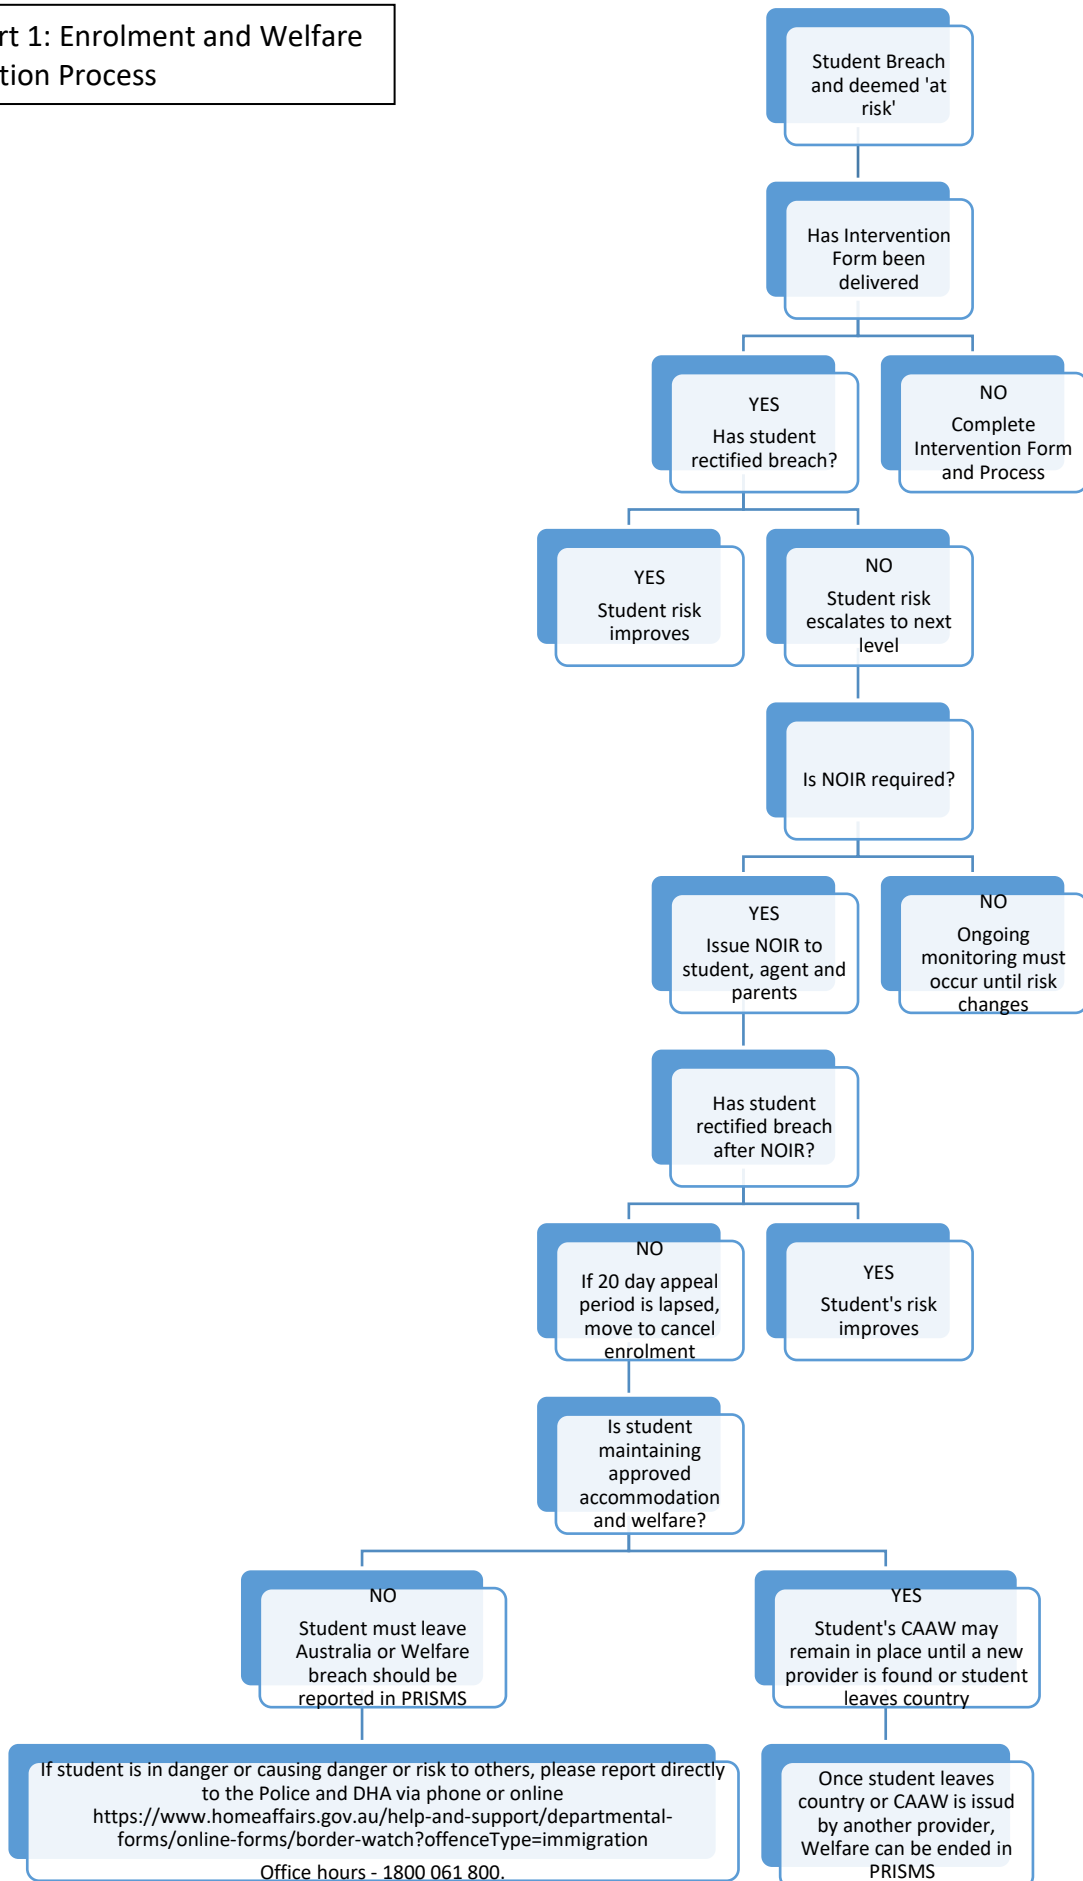 rt 1: Enrolment and Welfare
tion Process
Student Breach
and deemed 'at
risk'
Has Intervention
Form been
delivered
YES
Has student
rectified breach?
NO
Complete
Intervention Form
and Process
YES
Student risk
improves
NO
Student risk
escalates to next
level
Is NOIR required?
YES
Issue NOIR to
student, agent and
parents
NO
Ongoing
monitoring must
occur until risk
changes
Has student
rectified breach
after NOIR?
NO
If 20 day appeal
period is lapsed,
move to cancel
enrolment
YES
Student's risk
improves
Is student
maintaining
approved
accommodation
and welfare?
NO
Student must leave
Australia or Welfare
breach should be
reported in PRISMS
YES
Student's CAAW may
remain in place until a new
provider is found or student
leaves country
If student is in danger or causing danger or risk to others, please report directly
to the Police and DHA via phone or online
https://www.homeaffairs.gov.au/help-and-support/departmental-
forms/online-forms/border-watch?offenceType=immigration
Office hours - 1800 061 800.
Once student leaves
country or CAAW is issud
by another provider,
Welfare can be ended in
PRISMS